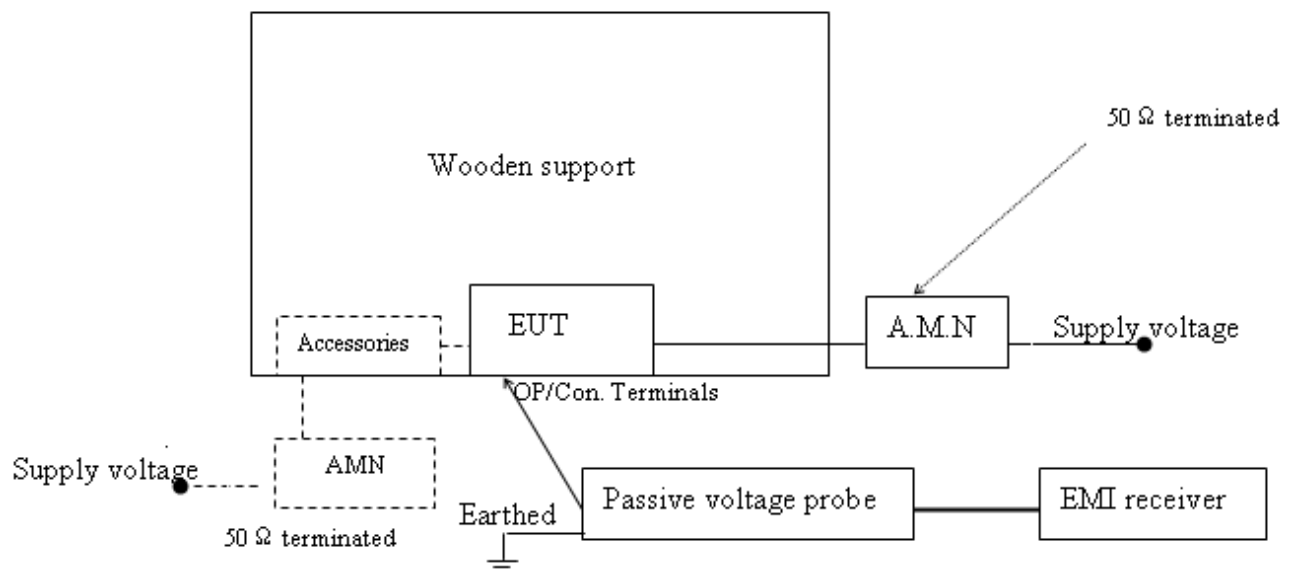 50 Ω terminated
Wooden support
EUT
A.M.N
Supply voltage
Accessories
OP/Con. Terminals
AMN
Supply voltage
Passive voltage probe
EMI receiver
Earthed
50 Ω terminated